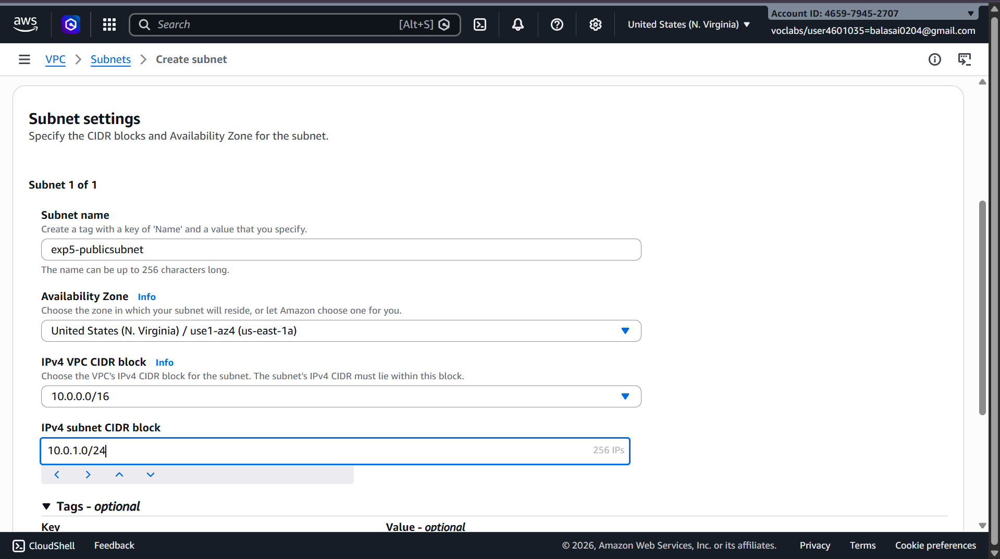 aws
Search [Alt+S]
United States (N. Virginia)
Account ID: 4659-7945-2707
voclabs/user4601035=balasai0204@gmail.com
VPC Subnets Create subnet
Subnet settings
Specify the CIDR blocks and Availability Zone for the subnet.
Subnet 1 of 1
Subnet name
Create a tag with a key of 'Name' and a value that you specify.
exp5-publicsubnet
The name can be up to 256 characters long.
Availability Zone Info
Choose the zone in which your subnet will reside, or let Amazon choose one for you.
United States (N. Virginia) / use1-az4 (us-east-1a)
IPv4 VPC CIDR block Info
Choose the VPC's IPv4 CIDR block for the subnet. The subnet's IPv4 CIDR must lie within this block.
10.0.0.0/16
IPv4 subnet CIDR block
10.0.1.0/24 256 IPs
Tags - optional
Key Value - optional
CloudShell Feedback © 2026, Amazon Web Services, Inc. or its affiliates. Privacy Terms Cookie preferences